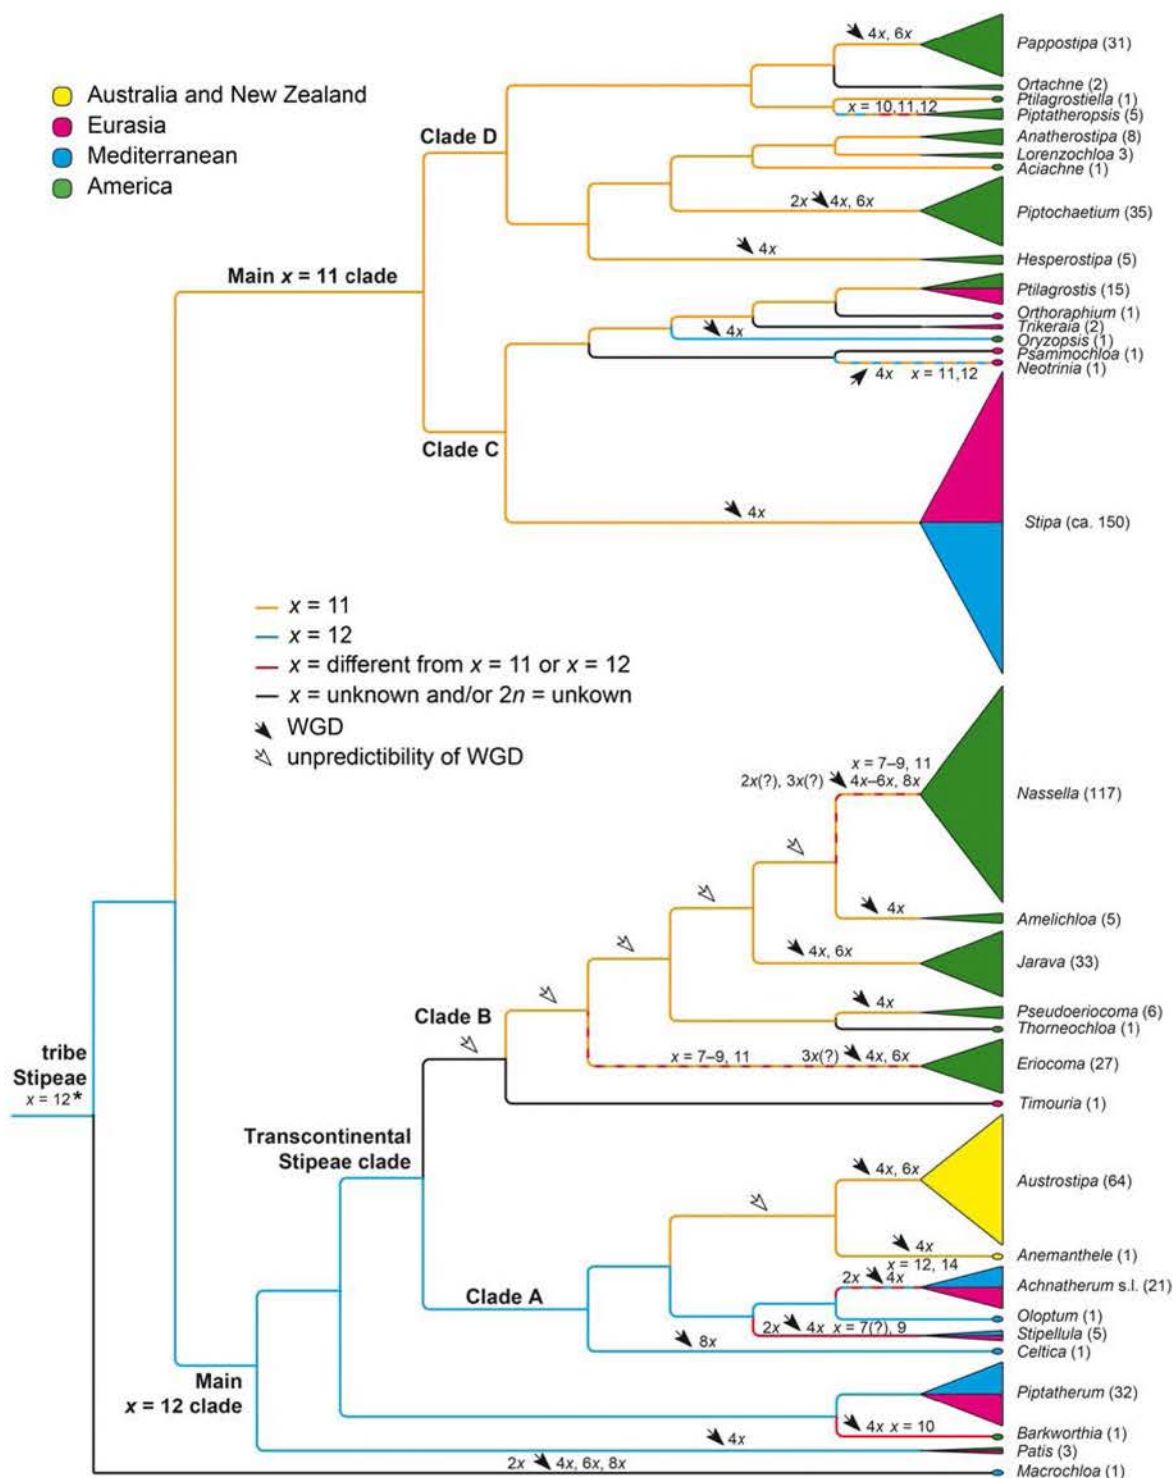 Australia and New Zealand
Eurasia
Mediterranean
America
Clade D
4x, 6x
Pappostipa (31)
Ortachne (2)
Ptilagrostiella (1)
x = 10,11,12
Piptatheropsis (5)
Anatherostipa (8)
Lorenzochloa 3)
Aciachne (1)
2x 4x, 6x
Piptochaetium (35)
4x
Hesperostipa (5)
Main x = 11 clade
Ptilagrostis (15)
Orthoraphium (1)
Trikeraia (2)
4x
Oryzopsis (1)
Psammochloa (1)
Neotrinia (1)
4x x = 11,12
Clade C
4x
Stipa (ca. 150)
x = 11
x = 12
x = different from x = 11 or x = 12
x = unknown and/or 2n = unkown
WGD
unpredictibility of WGD
x = 7–9, 11
2x(?), 3x(?) 4x–6x, 8x
Nassella (117)
4x
Amelichloa (5)
4x, 6x
Jarava (33)
4x
Pseudoeriocoma (6)
Thorneochloa (1)
Clade B
x = 7–9, 11 3x(?) 4x, 6x
Eriocoma (27)
Timouria (1)
tribe
Stipeae
x = 12*
Transcontinental
Stipeae clade
4x, 6x
Austrostipa (64)
4x
Anemanthele (1)
x = 12, 14
2x 4x
Achnatherum s.l. (21)
Clade A
Oloptum (1)
2x 4x x = 7(?), 9
Stipellula (5)
8x
Celtica (1)
Main
x = 12 clade
Piptatherum (32)
4x x = 10
Barkworthia (1)
4x
Patis (3)
2x 4x, 6x, 8x
Macrochloa (1)